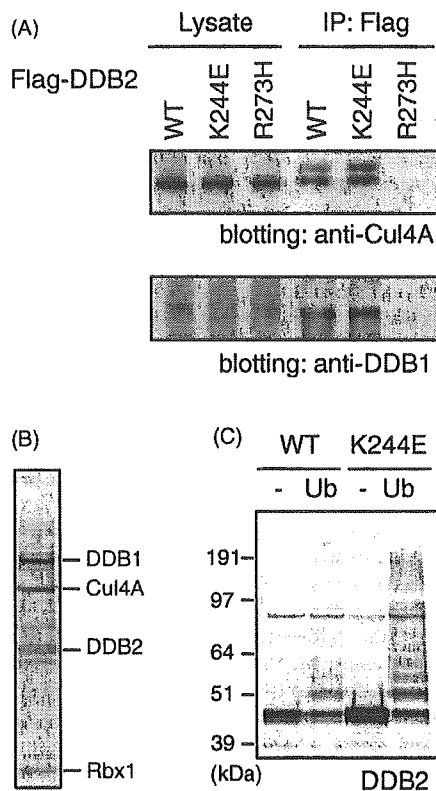 (A)
Lysate IP: Flag
Flag-DDB2
WT K244E R273H WT K244E R273H
blotting: anti-Cul4A
blotting: anti-DDB1
(B)
DDB1
Cul4A
DDB2
Rbx1
(C)
WT K244E
- Ub - Ub
191
97
64
51
39
(kDa)
DDB2